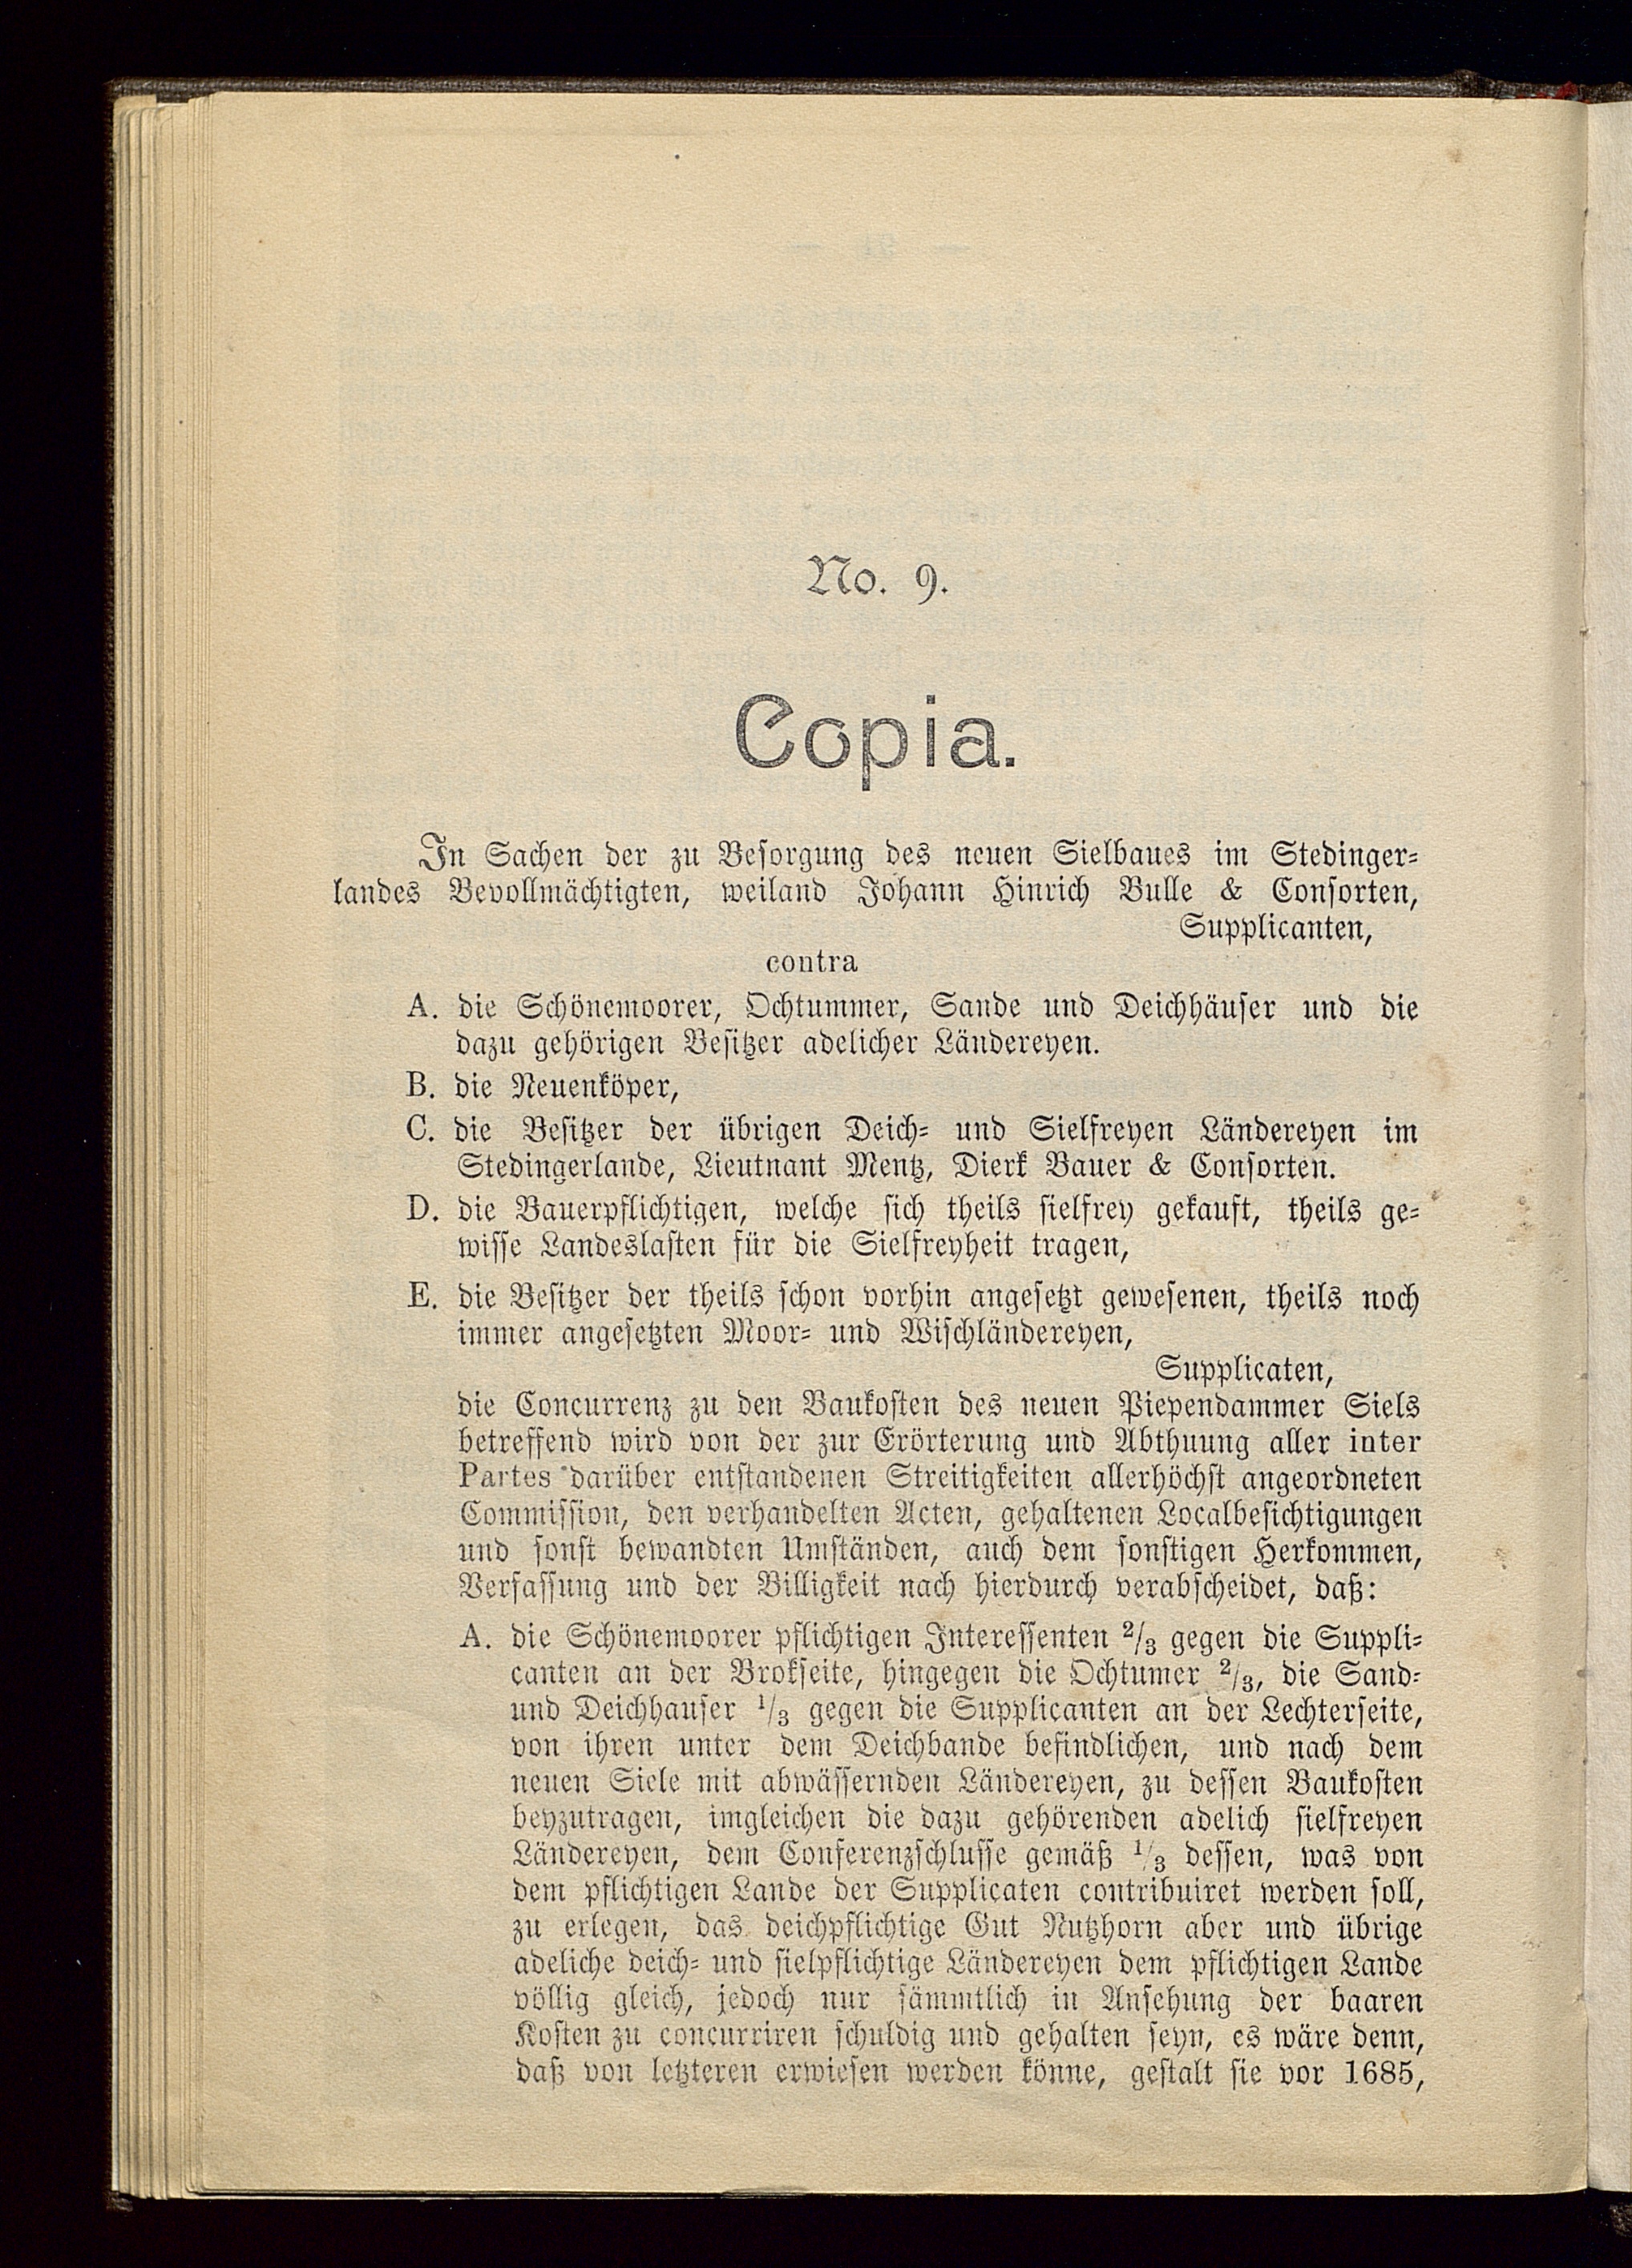 No. 9.
Copia.
In Sachen der zu Besorgung des neuen Sielbaues im Stedinger-
landes Bevollmächtigten, weiland Johann Hinrich Bulle & Consorten,
Supplicanten,
contra
A. die Schönemoorer, Ochtummer, Sande und Deichhäuser und die
dazu gehörigen Besitzer adelicher Ländereyen.
B. die Neuenköper,
C. die Besitzer der übrigen Deich- und Sielfreyen Ländereyen im
Stedingerlande, Lieutnant Mentz, Dierk Bauer & Consorten.
D. die Bauerpflichtigen, welche sich theils sielfrey gekauft, theils ge-
wisse Landeslasten für die Sielfreyheit tragen,
E. die Besitzer der theils schon vorhin angesetzt gewesenen, theils noch
immer angesetzten Moor- und Wischländereyen,
Supplicaten,
die Concurrenz zu den Baukosten des neuen Piependammer Siels
betreffend wird von der zur Erörterung und Abthuung aller inter
Partes darüber entstandenen Streitigkeiten allerhöchst angeordneten
Commission, den verhandelten Acten, gehaltenen Localbesichtigungen
und sonst bewandten Umständen, auch dem sonstigen Herkommen,
Verfassung und der Billigkeit nach hierdurch verabscheidet, daß:
A. die Schönemoorer pflichtigen Interessenten 2/3 gegen die Suppli-
canten an der Brokseite, hingegen die Ochtumer 2/3, die Sand-
und Deichhauser 1/3 gegen die Supplicanten an der Lechterseite,
von ihren unter dem Deichbande befindlichen, und nach dem
neuen Siele mit abwässernden Ländereyen, zu dessen Baukosten
beyzutragen, imgleichen die dazu gehörenden adelich sielfreyen
Ländereyen, dem Conferenzschlusse gemäß 1/3 dessen, was von
dem pflichtigen Lande der Supplicaten contribuiret werden soll,
zu erlegen, das deichpflichtige Gut Nutzhorn aber und übrige
adeliche deich- und sielpflichtige Ländereyen dem pflichtigen Lande
völlig gleich, jedoch nur sämmtlich in Ansehung der baaren
Kosten zu concurriren schuldig und gehalten seyn, es wäre denn,
daß von letzteren erwiesen werden könne, gestalt sie vor 1685,